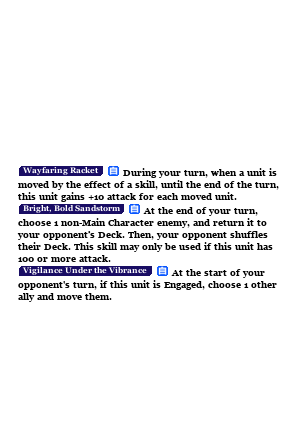 Wayfaring Racket During your turn, when a unit is
moved by the effect of a skill, until the end of the turn,
this unit gains +10 attack for each moved unit.
Bright, Bold Sandstorm At the end of your turn,
choose 1 non-Main Character enemy, and return it to
your opponent's Deck. Then, your opponent shuffles
their Deck. This skill may only be used if this unit has
100 or more attack.
Vigilance Under the Vibrance At the start of your
opponent's turn, if this unit is Engaged, choose 1 other
ally and move them.